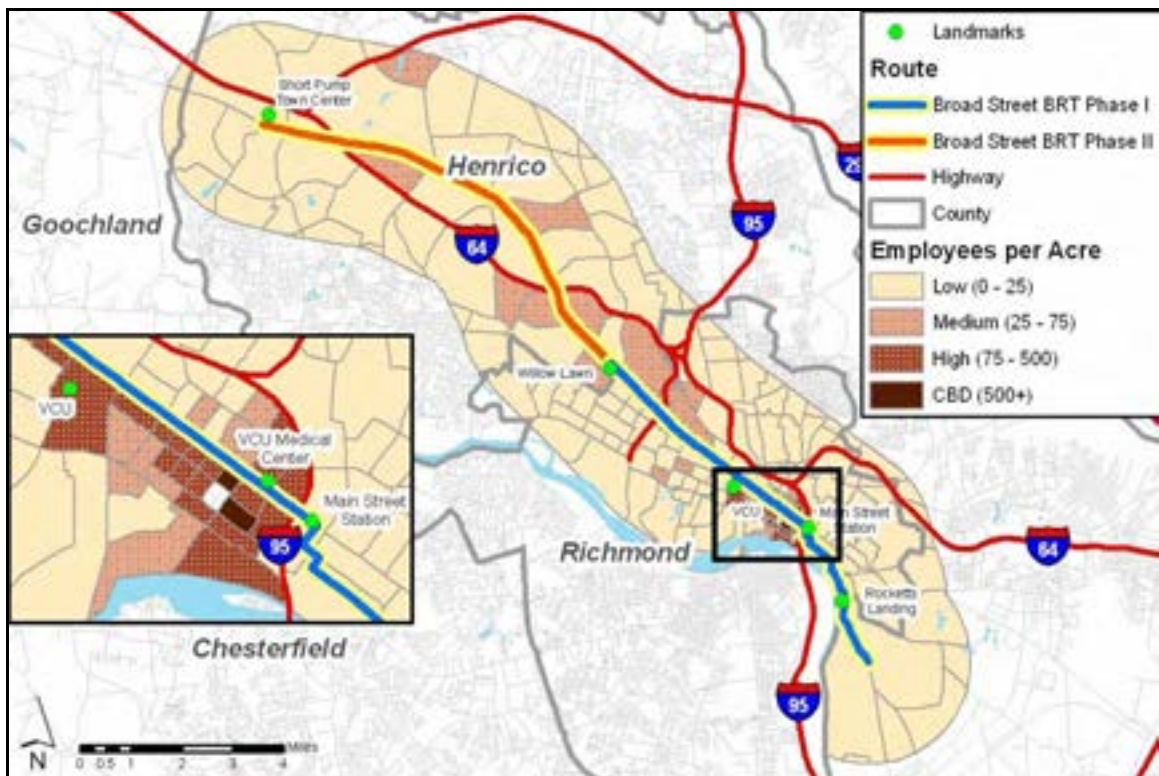 Landmarks
Route
Broad Street BRT Phase I
Broad Street BRT Phase II
Highway
County
Employees per Acre
Low (0 - 25)
Medium (25 - 75)
High (75 - 500)
CBD (500+)
Short Pump
Town Center
Henrico
Goochland
64
95
29
Willow Lawn
VCU
Main Street
Station
Richmond
64
Rocketts
Landing
95
Chesterfield
VCU
VCU Medical
Center
Main Street
Station
95
N
0 0.5 1 2 3 4
Miles